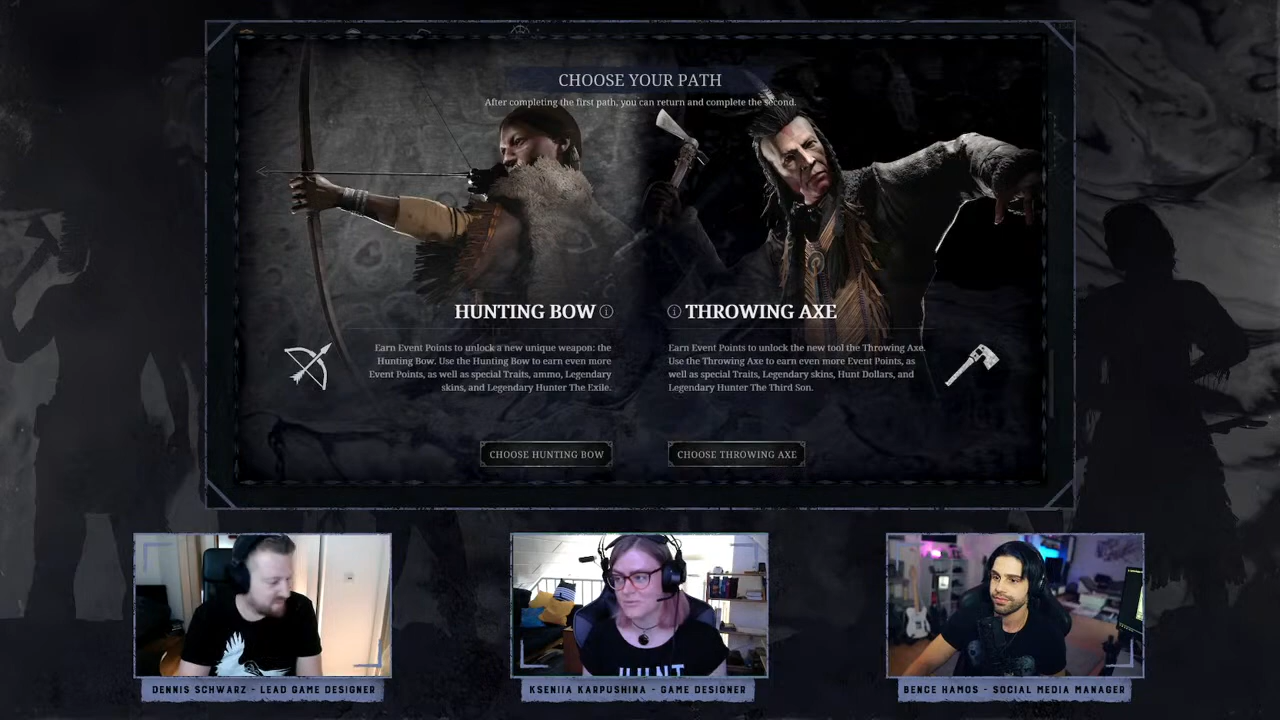 CHOOSE YOUR PATH
After completing the first path, you can return and complete the second.
HUNTING BOW
Earn Event Points to unlock a new unique weapon: the
Hunting Bow. Use the Hunting Bow to earn even more
Event Points, as well as special Traits, ammo, Legendary
skins, and Legendary Hunter The Exile.
CHOOSE HUNTING BOW
THROWING AXE
Earn Event Points to unlock the new tool the Throwing Axe.
Use the Throwing Axe to earn even more Event Points, as
well as special Traits, Legendary skins, Hunt Dollars, and
Legendary Hunter The Third Son.
CHOOSE THROWING AXE
HUNT
DENNIS SCHWARZ - LEAD GAME DESIGNER
KSENIIA KARPUSHINA - GAME DESIGNER
BENCE HAMOS - SOCIAL MEDIA MANAGER